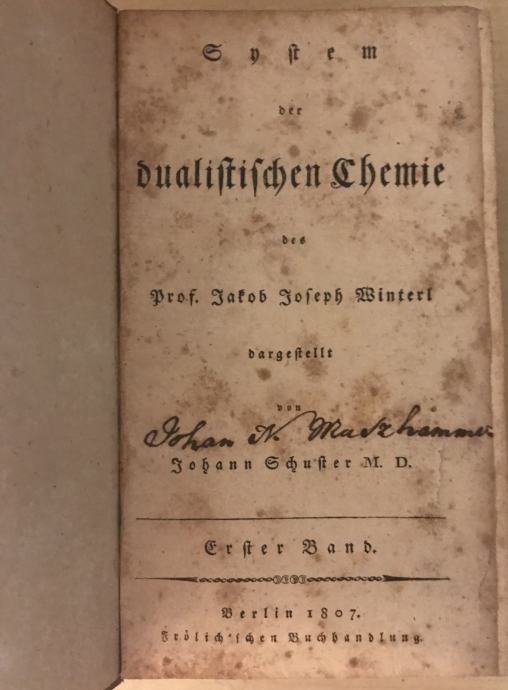 System
der
dualistischen Chemie
des
Prof. Jakob Joseph Winterl
dargestellt
von
Johan N.
Johann Schuster M. D.
Erster Band.
Berlin 1807.
Frölich'schen Buchhandlung.